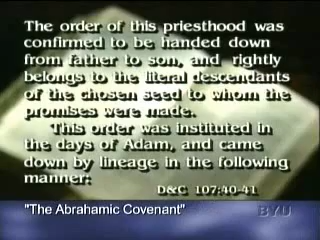 The order of this priesthood was
confirmed to be handed down
from father to son, and rightly
belongs to the literal descendants
of the chosen seed to whom the
promises were made.
This order was instituted in
the days of Adam, and came
down by lineage in the following
manner:
D&C 107:40-41
"The Abrahamic Covenant"
BYU